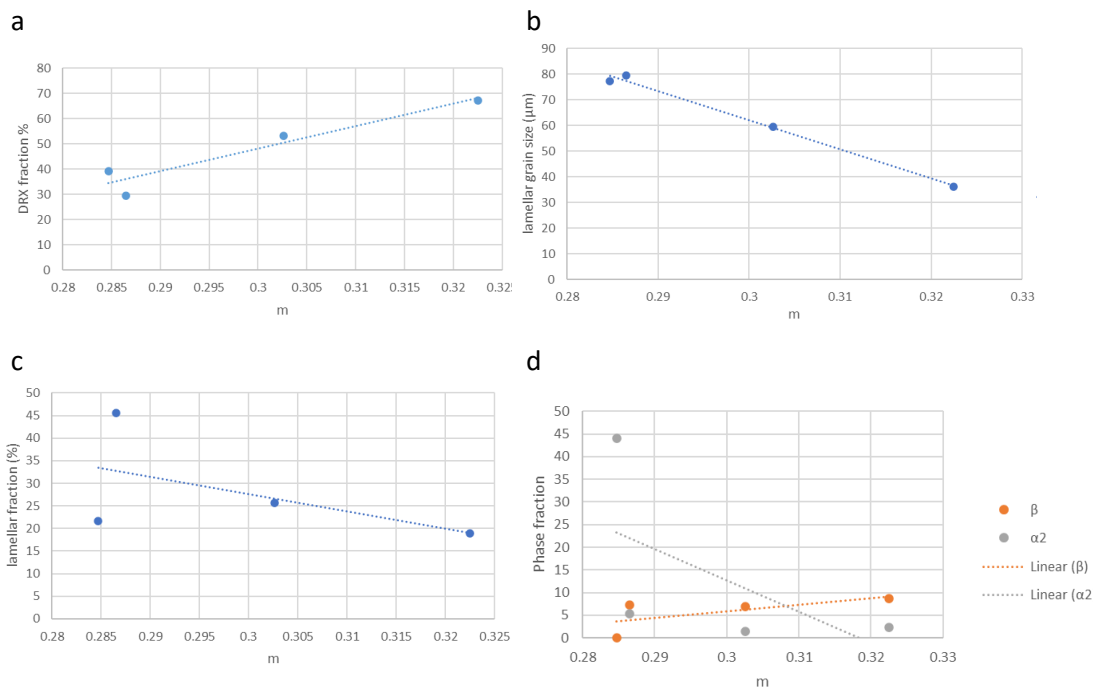 a
80
70
60
50
40
30
20
10
0
DRX fraction %
0.28 0.285 0.29 0.295 0.3 0.305 0.31 0.315 0.32 0.325
m
b
90
80
70
60
50
40
30
20
10
0
lamellar grain size (μm)
0.28 0.29 0.3 0.31 0.32 0.33
m
c
50
45
40
35
30
25
20
15
10
5
0
lamellar fraction (%)
0.28 0.285 0.29 0.295 0.3 0.305 0.31 0.315 0.32 0.325
m
d
50
45
40
35
30
25
20
15
10
5
0
Phase fraction
0.28 0.29 0.3 0.31 0.32 0.33
m
β
α2
Linear (β)
Linear (α2